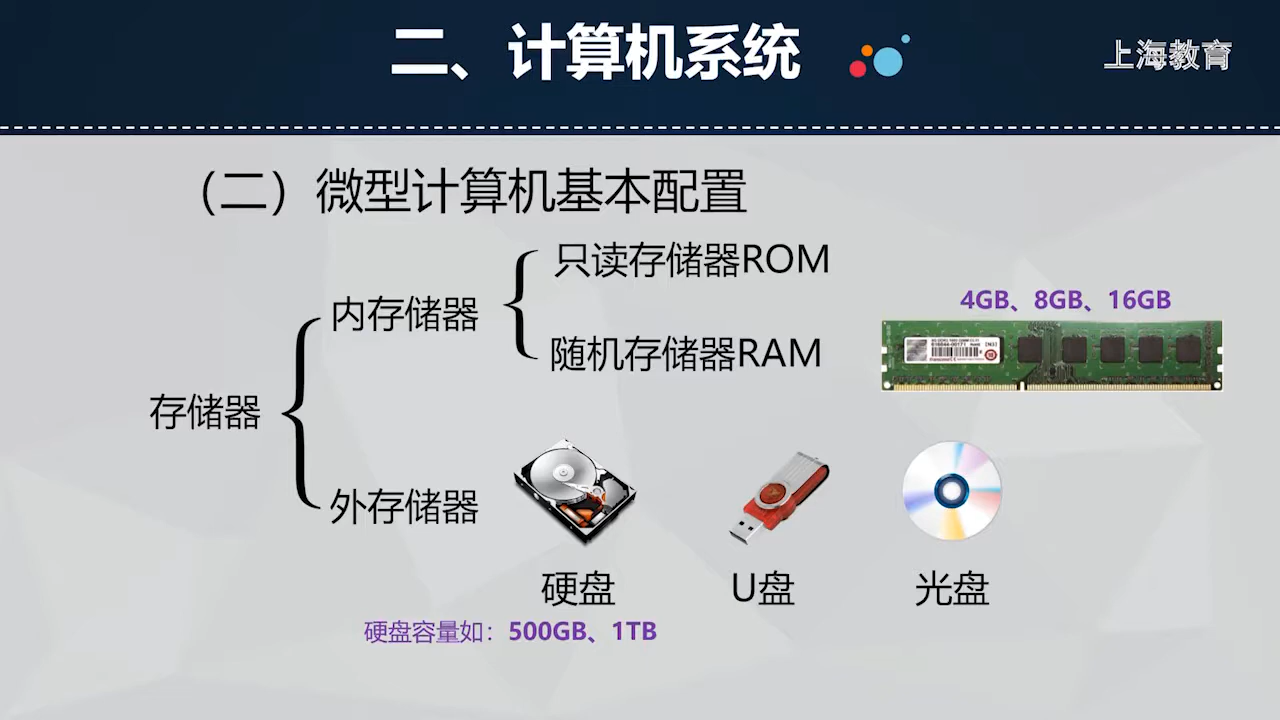 二、计算机系统
上海教育
（二）微型计算机基本配置
存储器
内存储器
只读存储器ROM
随机存储器RAM
4GB、8GB、16GB
外存储器
硬盘
U盘
光盘
硬盘容量如：500GB、1TB